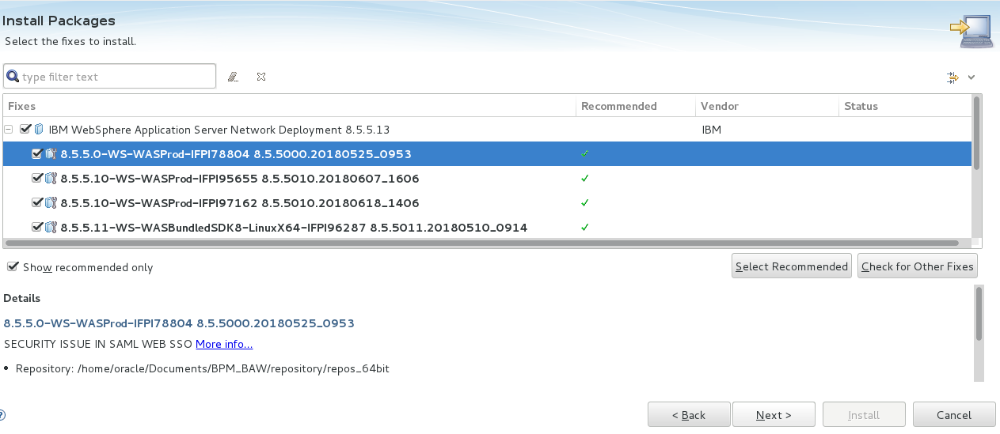 Install Packages
Select the fixes to install.
type filter text
Fixes Recommended Vendor Status
IBM WebSphere Application Server Network Deployment 8.5.5.13 IBM
8.5.5.0-WS-WASProd-IFPI78804 8.5.5000.20180525_0953
8.5.5.10-WS-WASProd-IFPI95655 8.5.5010.20180607_1606
8.5.5.10-WS-WASProd-IFPI97162 8.5.5010.20180618_1406
8.5.5.11-WS-WASBundledSDK8-LinuxX64-IFPI96287 8.5.5011.20180510_0914
Show recommended only Select Recommended Check for Other Fixes
Details
8.5.5.0-WS-WASProd-IFPI78804 8.5.5000.20180525_0953
SECURITY ISSUE IN SAML WEB SSO More info...
• Repository: /home/oracle/Documents/BPM_BAW/repository/repos_64bit
? < Back Next > Install Cancel